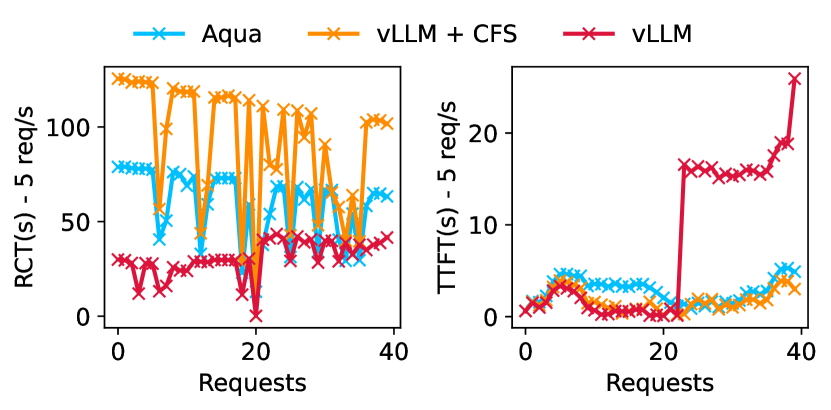 Aqua vLLM + CFS vLLM
RCT(s) - 5 req/s
100
50
0
0 20 40
Requests
TTFT(s) - 5 req/s
20
10
0
0 20 40
Requests